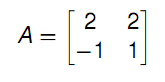 A = [2 2
-1 1]